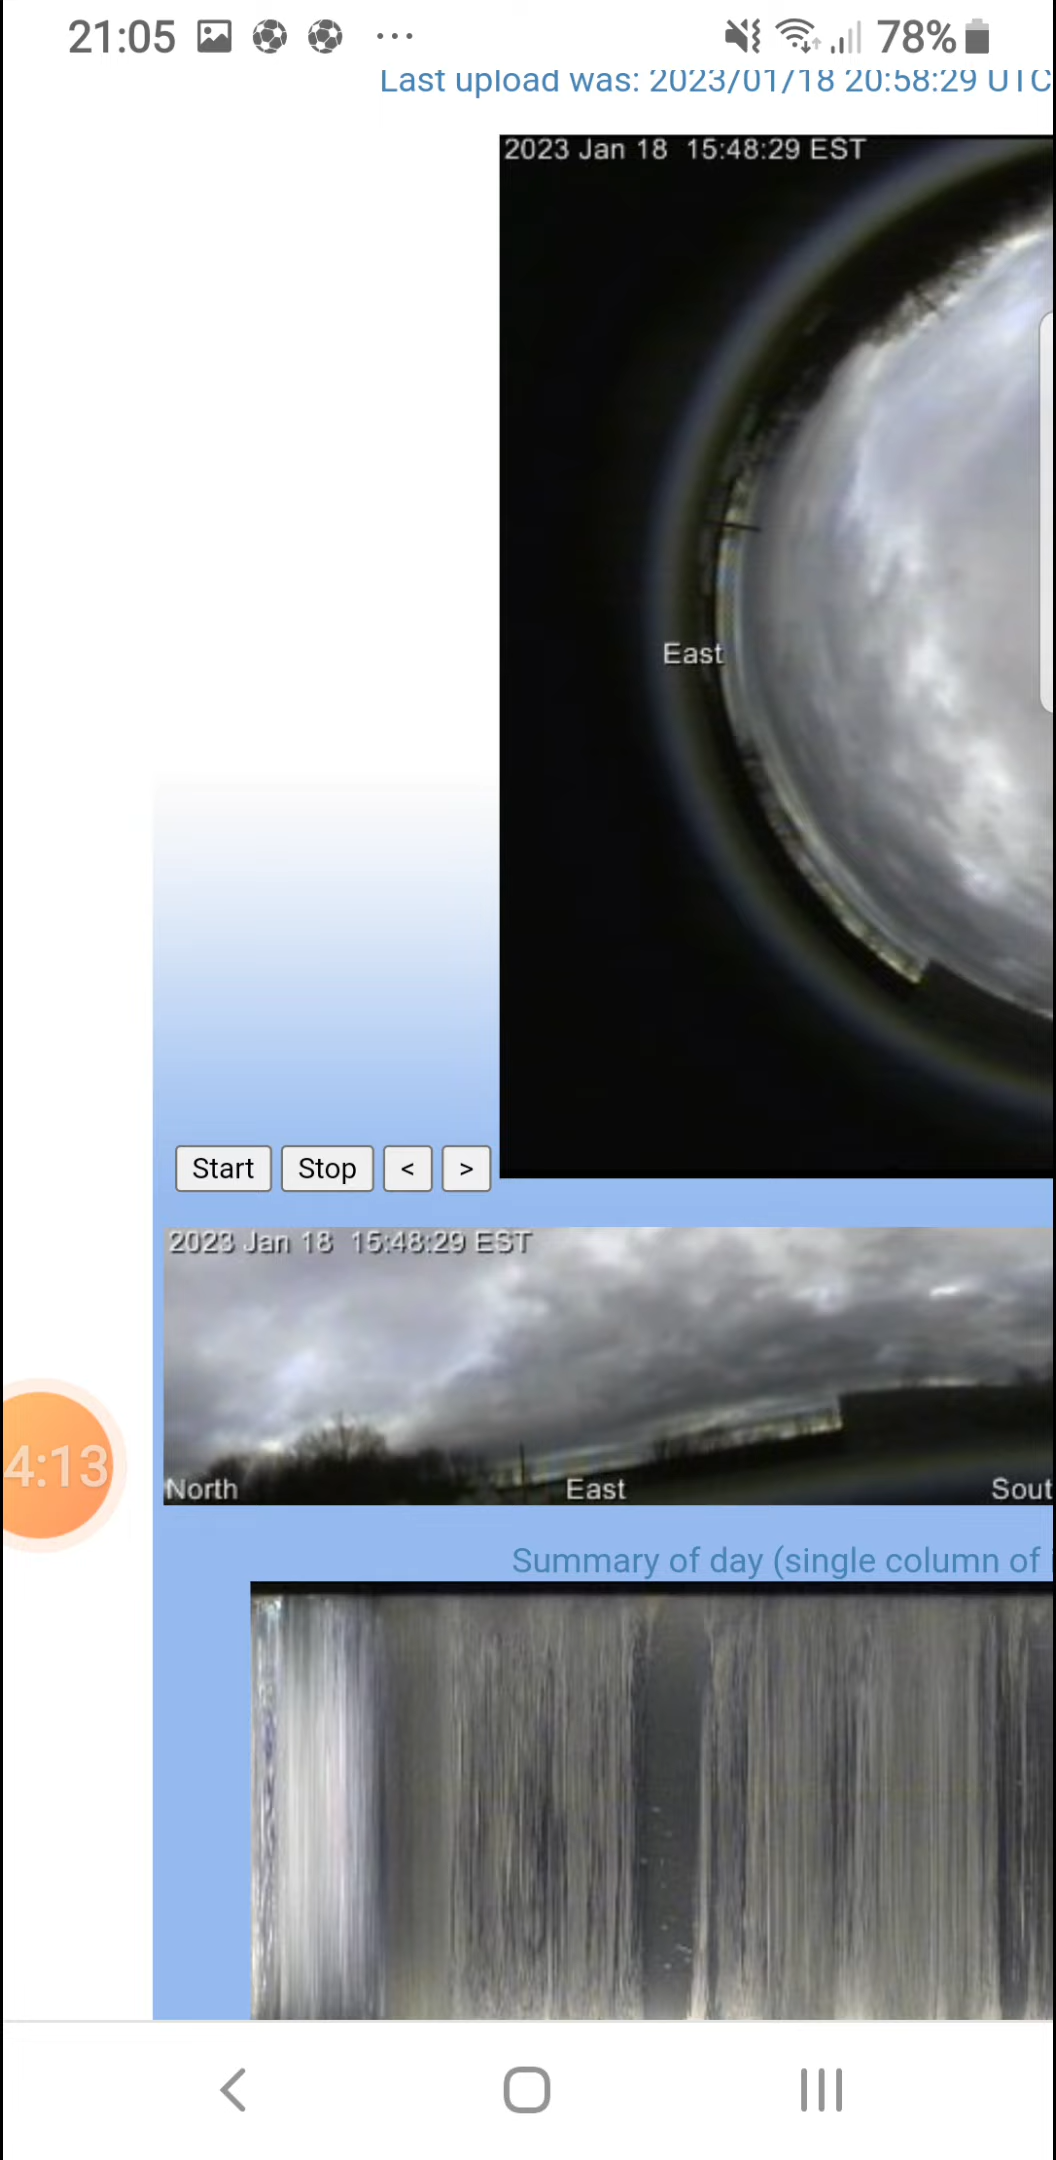 21:05 78%
Last upload was: 2023/01/18 20:58:29 UTC
2023 Jan 18 15:48:29 EST
East
Start Stop < >
2023 Jan 18 15:48:29 EST
4:13
North East Sout
Summary of day (single column of